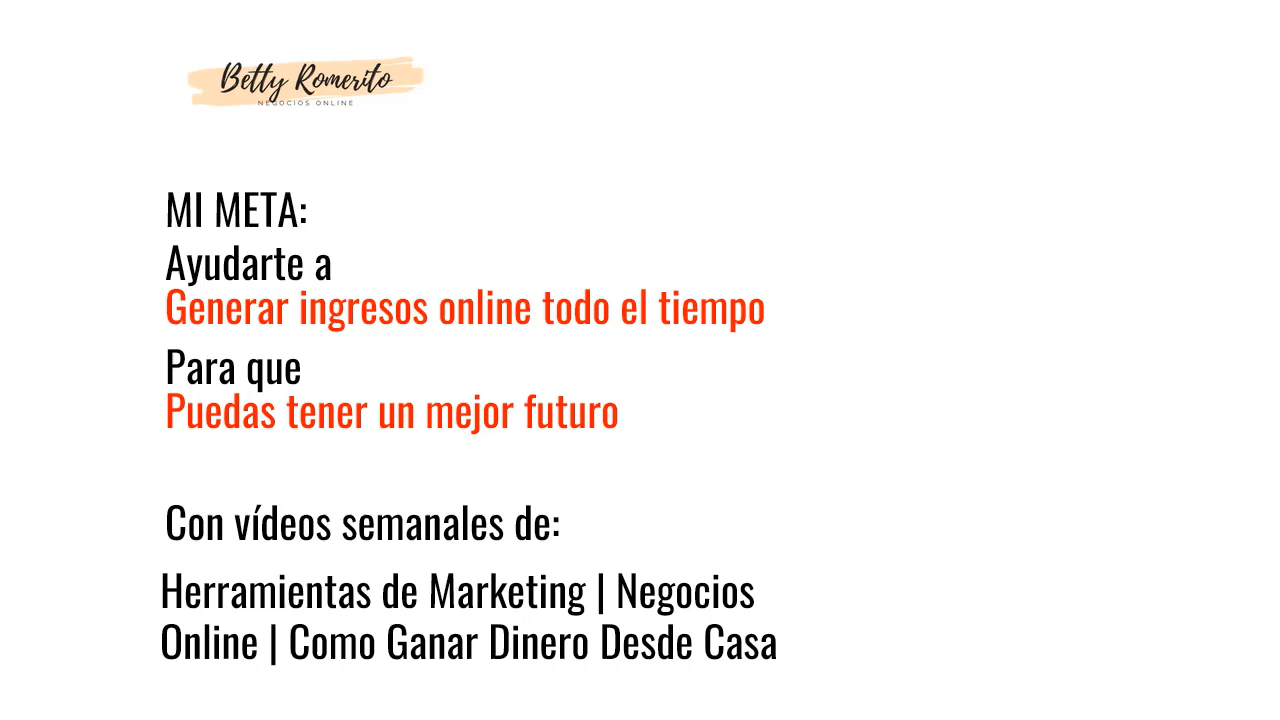 Betty Romerito
NEGOCIOS ONLINE
MI META:
Ayudarte a
Generar ingresos online todo el tiempo
Para que
Puedas tener un mejor futuro
Con vídeos semanales de:
Herramientas de Marketing | Negocios
Online | Como Ganar Dinero Desde Casa